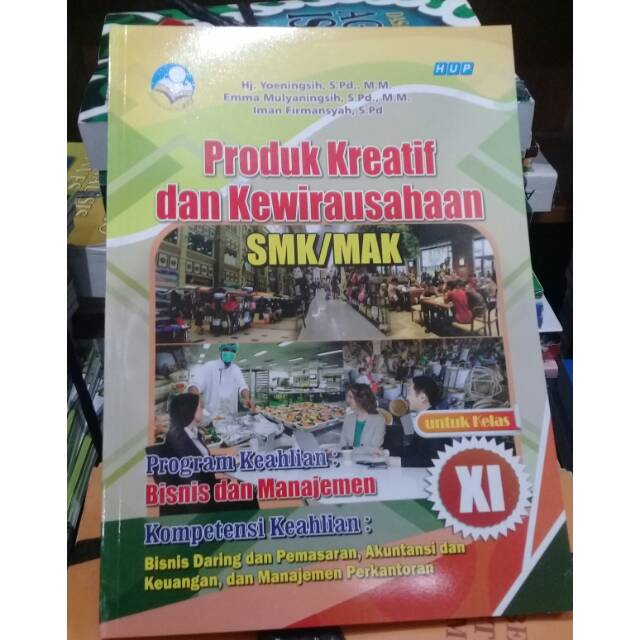 HUP
Hj. Yoeningsih, S.Pd., M.M.
Emma Mulyaningsih, S.Pd., M.M.
Iman Firmansyah, S.Pd
Produk Kreatif
dan Kewirausahaan
SMK/MAK
untuk Kelas
XI
Program Keahlian :
Bisnis dan Manajemen
Kompetensi Keahlian :
Bisnis Daring dan Pemasaran, Akuntansi dan
Keuangan, dan Manajemen Perkantoran